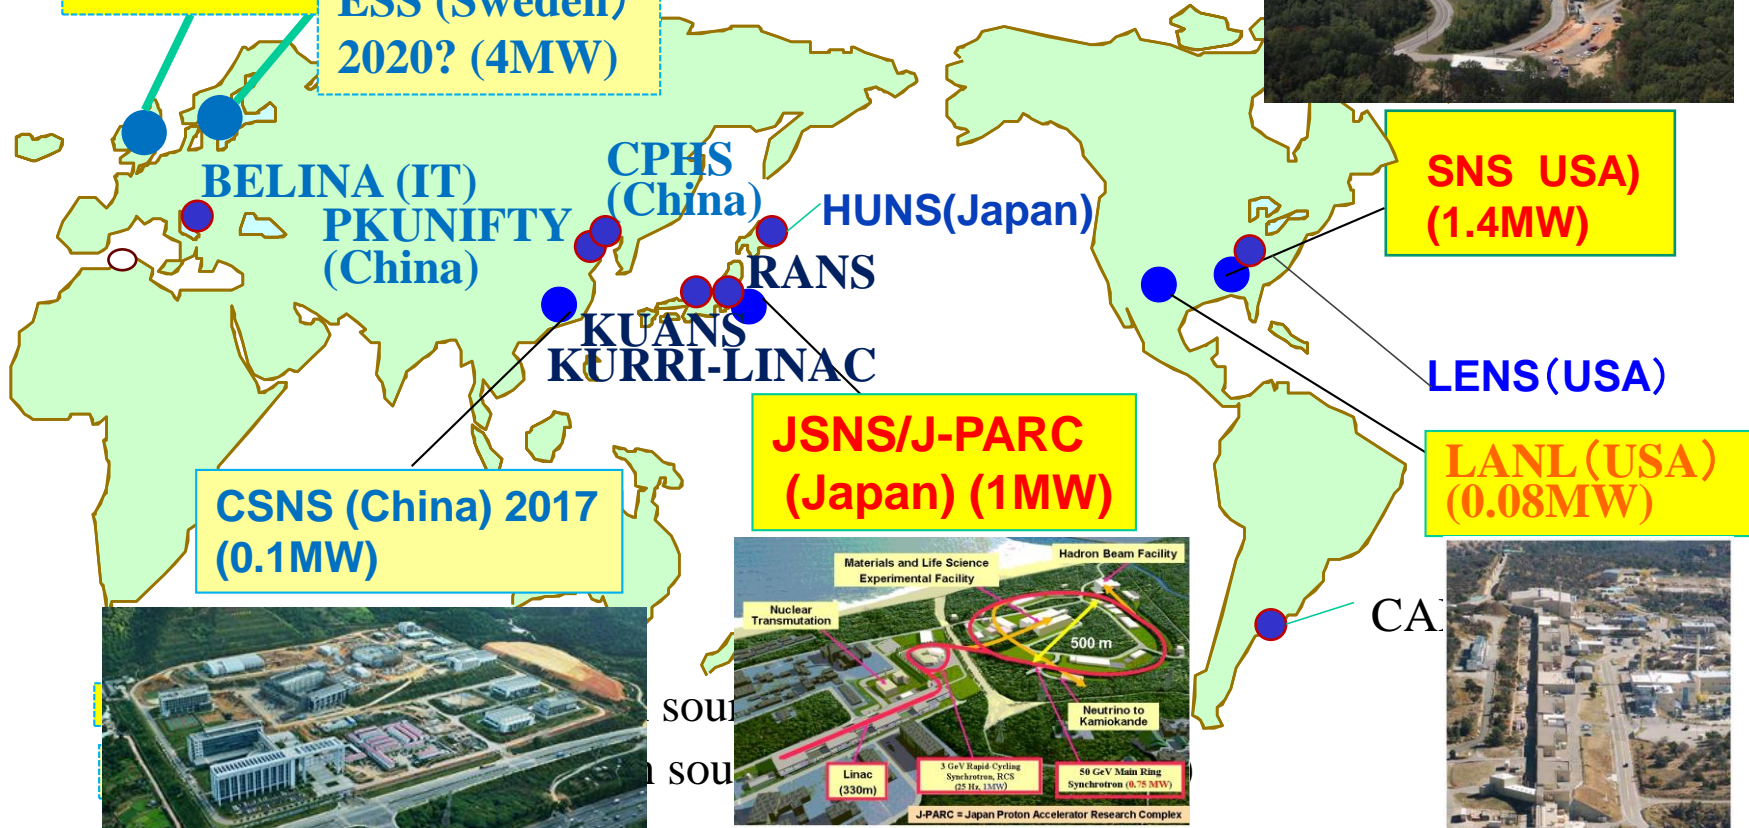 ESS (Sweden)
2020? (4MW)
SNS USA)
(1.4MW)
CPHS
(China)
BELINA (IT)
PKUNIFTY
(China)
HUNS(Japan)
RANS
KUANS
KURRI-LINAC
LENS（USA）
JSNS/J-PARC
(Japan) (1MW)
LANL（USA）
(0.08MW)
CSNS (China) 2017
(0.1MW)
Hadron Beam Facility
Materials and Life Science
Experimental Facility
Nuclear
Transmutation
500 m
Neutrino to
Kamiokande
Linac
(330m)
3 GeV Rapid-Cycling
Synchrotron, RCS
(25 Hz, 1MW)
50 GeV Main Ring
Synchrotron (0.75 MW)
J-PARC = Japan Proton Accelerator Research Complex
CA
sou
sou
)